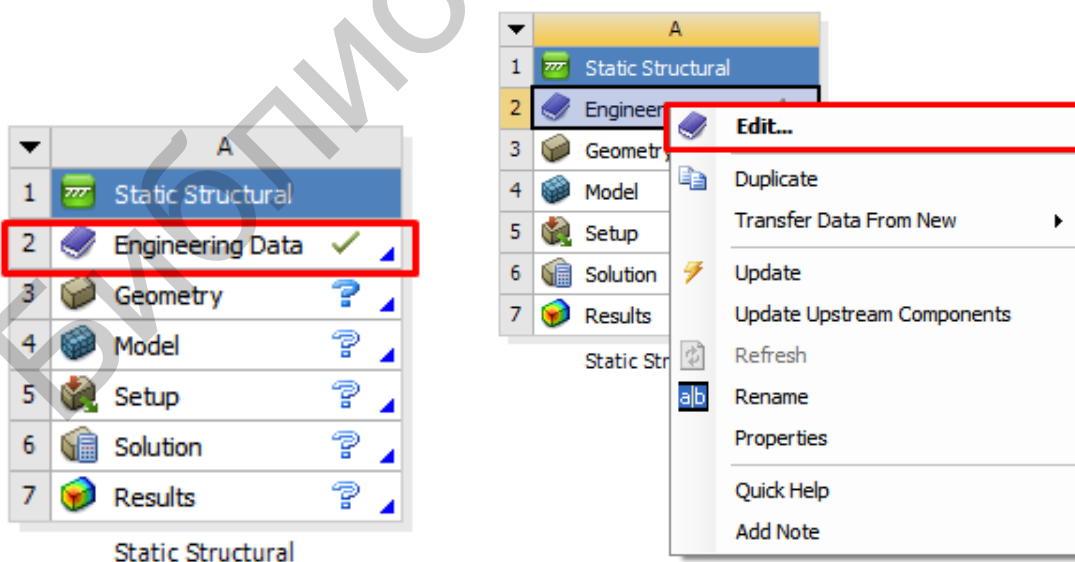 A
1 Static Structural
2 Engineering Data
3 Geometry ?
4 Model ?
5 Setup ?
6 Solution ?
7 Results ?
Static Structural
A
1 Static Structural
2 Engineer
3 Geometry
4 Model
5 Setup
6 Solution
7 Results
Static Str
Edit...
Duplicate
Transfer Data From New
Update
Update Upstream Components
Refresh
a|b Rename
Properties
Quick Help
Add Note
БИБЛИО